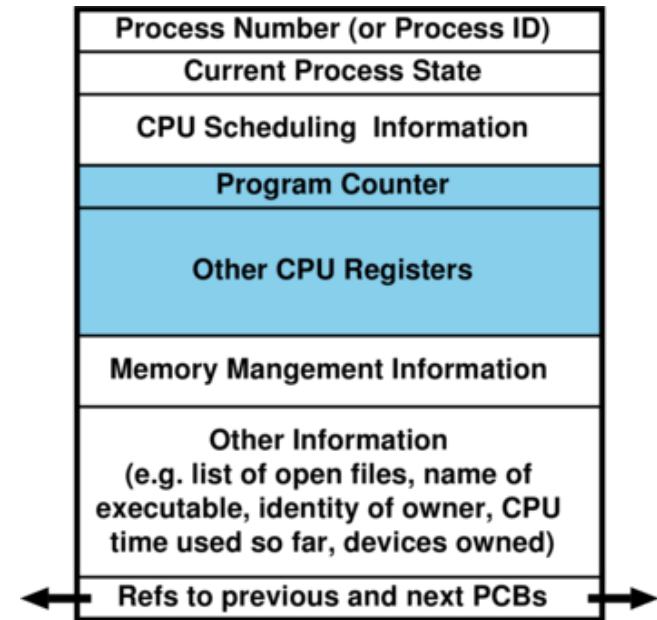 Process Number (or Process ID)
Current Process State
CPU Scheduling Information
Program Counter
Other CPU Registers
Memory Mangement Information
Other Information
(e.g. list of open files, name of
executable, identity of owner, CPU
time used so far, devices owned)
Refs to previous and next PCBs